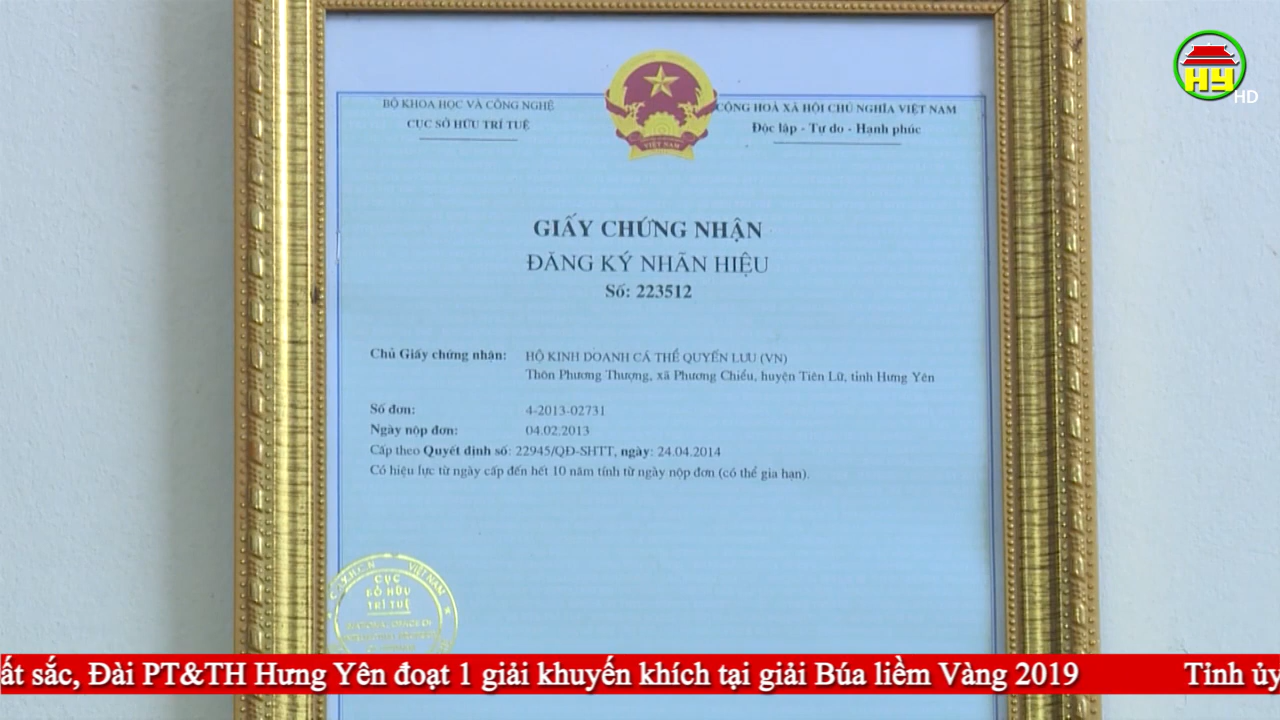 BỘ KHOA HỌC VÀ CÔNG NGHỆ
CỤC SỞ HỮU TRÍ TUỆ
VIỆT NAM
CỘNG HOÀ XÃ HỘI CHỦ NGHĨA VIỆT NAM
Độc lập - Tự do - Hạnh phúc
HY
HD
GIẤY CHỨNG NHẬN
ĐĂNG KÝ NHÃN HIỆU
Số: 223512
Chủ Giấy chứng nhận: HỘ KINH DOANH CÁ THỂ QUYỀN LƯU (VN)
Thôn Phương Thượng, xã Phương Chiểu, huyện Tiên Lữ, tỉnh Hưng Yên
Số đơn: 4-2013-02731
Ngày nộp đơn: 04.02.2013
Cấp theo Quyết định số: 22945/QĐ-SHTT, ngày: 24.04.2014
Có hiệu lực từ ngày cấp đến hết 10 năm tính từ ngày nộp đơn (có thể gia hạn).
VIỆT NAM
CỤC
SỞ HỮU
TRÍ TUỆ
ất sắc, Đài PT&TH Hưng Yên đoạt 1 giải khuyến khích tại giải Búa liềm Vàng 2019 Tỉnh ủy